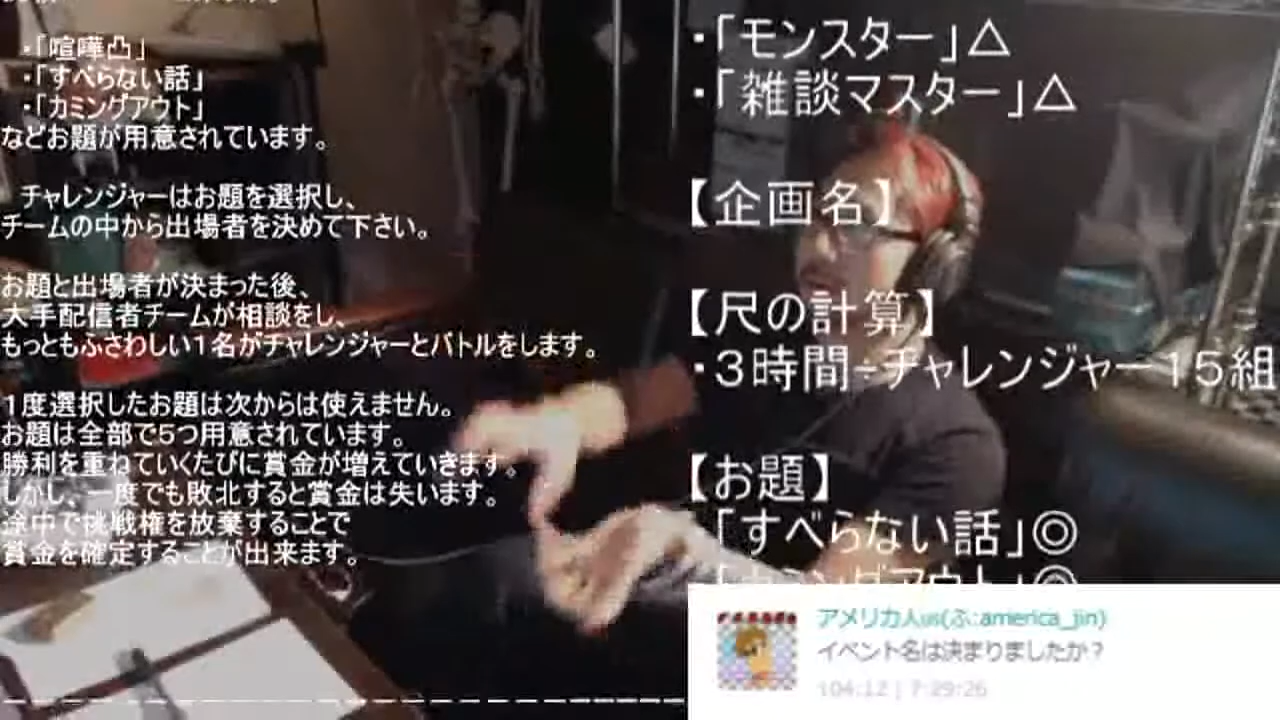 ・「喧嘩凸」
・「すべらない話」
・「カミングアウト」
などお題が用意されています。
チャレンジャーはお題を選択し、
チームの中から出場者を決めて下さい。
お題と出場者が決まった後、
大手配信者チームが相談をし、
もっともふさわしい１名がチャレンジャーとバトルをします。
１度選択したお題は次からは使えません。
お題は全部で５つ用意されています。
勝利を重ねていくたびに賞金が増えていきます。
しかし、一度でも敗北すると賞金は失います。
途中で挑戦権を放棄することで
賞金を確定することが出来ます。
・「モンスター」△
・「雑談マスター」△
【企画名】
【尺の計算】
・３時間÷チャレンジャー１５組
【お題】
「すべらない話」◎
「カミングアウト」◎
アメリカ人us(ふ:america_jin)
イベント名は決まりましたか？
104:12 | 7:29:26